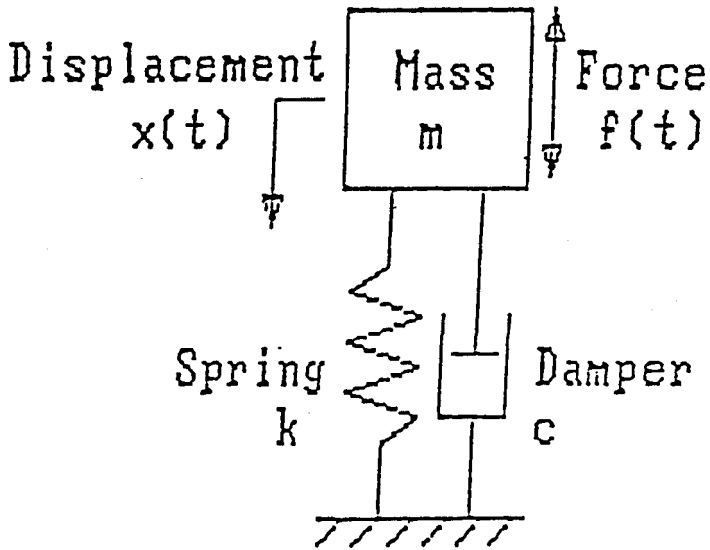 Displacement
x(t)
Mass
m
Force
f(t)
Spring
k
Damper
c